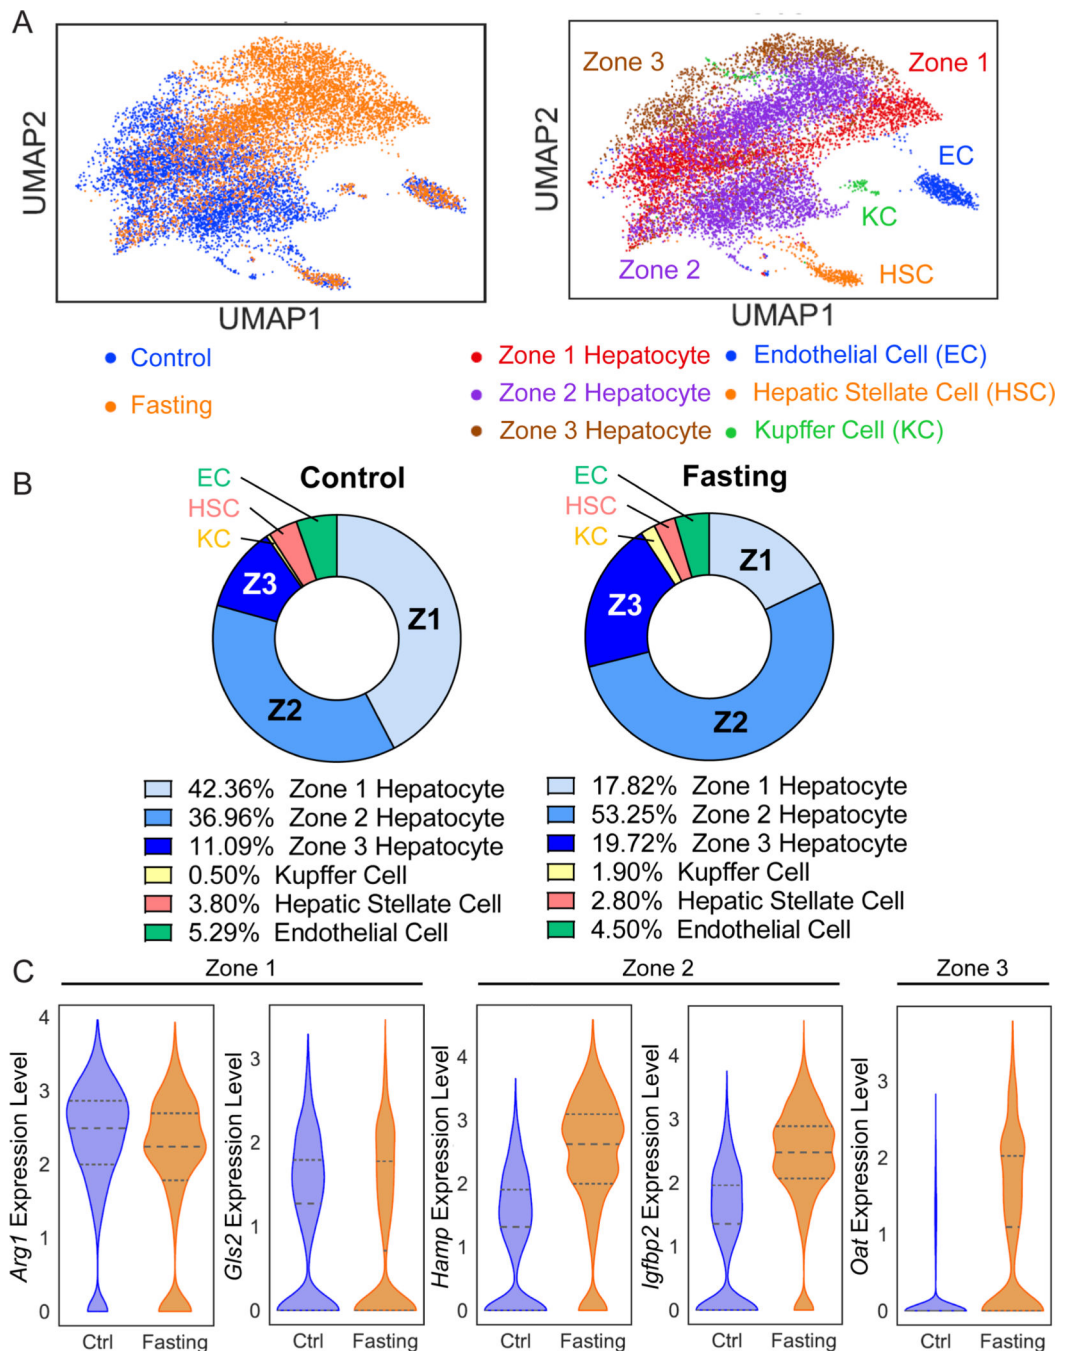 A
UMAP2
UMAP1
Control
Fasting
Zone 3
Zone 1
EC
KC
HSC
Zone 2
UMAP2
UMAP1
Zone 1 Hepatocyte
Zone 2 Hepatocyte
Zone 3 Hepatocyte
Endothelial Cell (EC)
Hepatic Stellate Cell (HSC)
Kupffer Cell (KC)
B
Control
EC
HSC
KC
Z3
Z1
Z2
42.36% Zone 1 Hepatocyte
36.96% Zone 2 Hepatocyte
11.09% Zone 3 Hepatocyte
0.50% Kupffer Cell
3.80% Hepatic Stellate Cell
5.29% Endothelial Cell
Fasting
EC
HSC
KC
Z1
Z3
Z2
17.82% Zone 1 Hepatocyte
53.25% Zone 2 Hepatocyte
19.72% Zone 3 Hepatocyte
1.90% Kupffer Cell
2.80% Hepatic Stellate Cell
4.50% Endothelial Cell
C
Zone 1
Zone 2
Zone 3
Arg1 Expression Level
4
3
2
1
0
Ctrl Fasting
Gls2 Expression Level
3
2
1
0
Ctrl Fasting
Hamp Expression Level
4
3
2
1
0
Ctrl Fasting
Igfbp2 Expression Level
4
3
2
1
0
Ctrl Fasting
Oat Expression Level
3
2
1
0
Ctrl Fasting